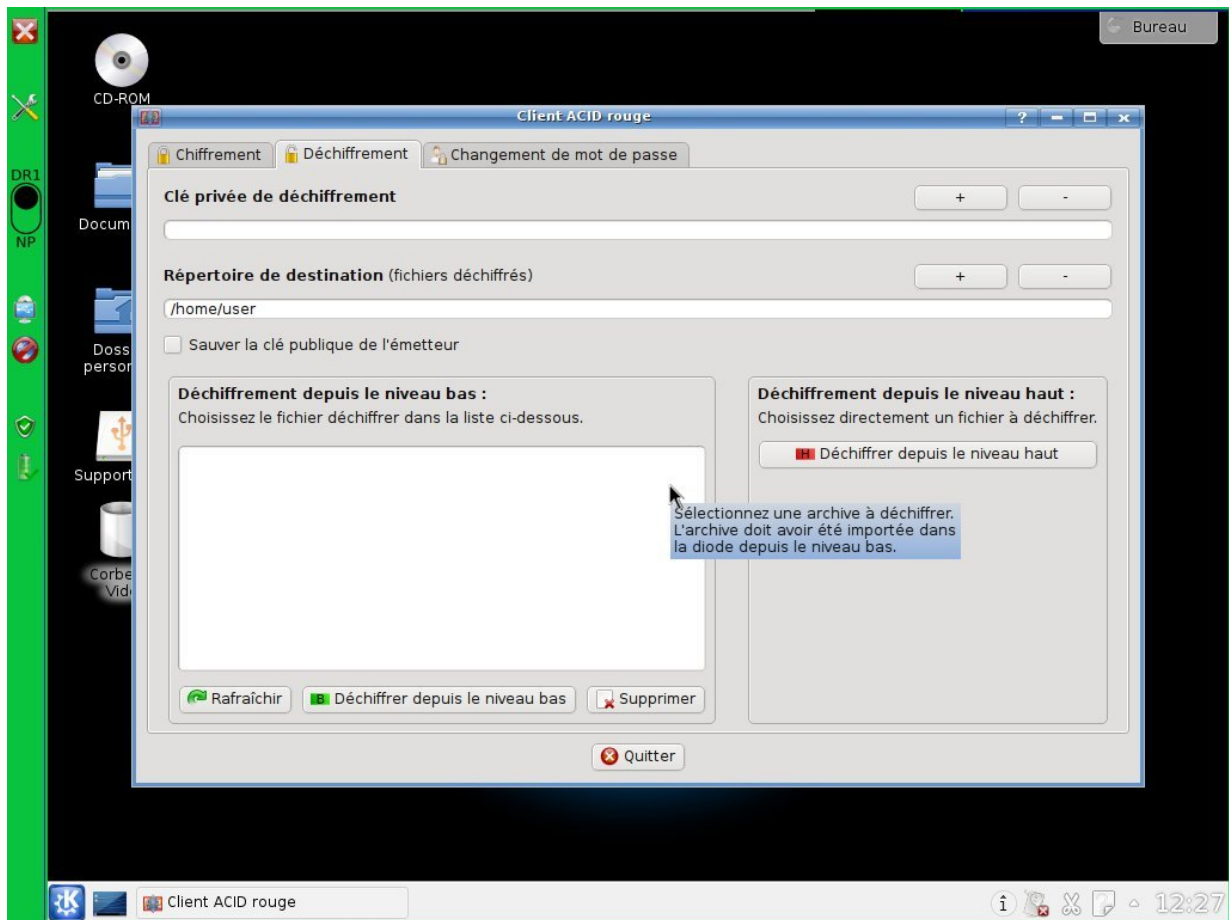 Bureau
CD-ROM
Client ACID rouge
Chiffrement
Déchiffrement
Changement de mot de passe
DR1
NP
Clé privée de déchiffrement
+
-
Docum
Répertoire de destination (fichiers déchiffrés)
+
-
/home/user
Sauver la clé publique de l'émetteur
Doss
person
Déchiffrement depuis le niveau bas :
Choisissez le fichier déchiffrer dans la liste ci-dessous.
Déchiffrement depuis le niveau haut :
Choisissez directement un fichier à déchiffrer.
H Déchiffrer depuis le niveau haut
Support
Sélectionnez une archive à déchiffrer.
L'archive doit avoir été importée dans
la diode depuis le niveau bas.
Corbe
Vid
Rafraîchir
B Déchiffrer depuis le niveau bas
Supprimer
Quitter
Client ACID rouge
12:27